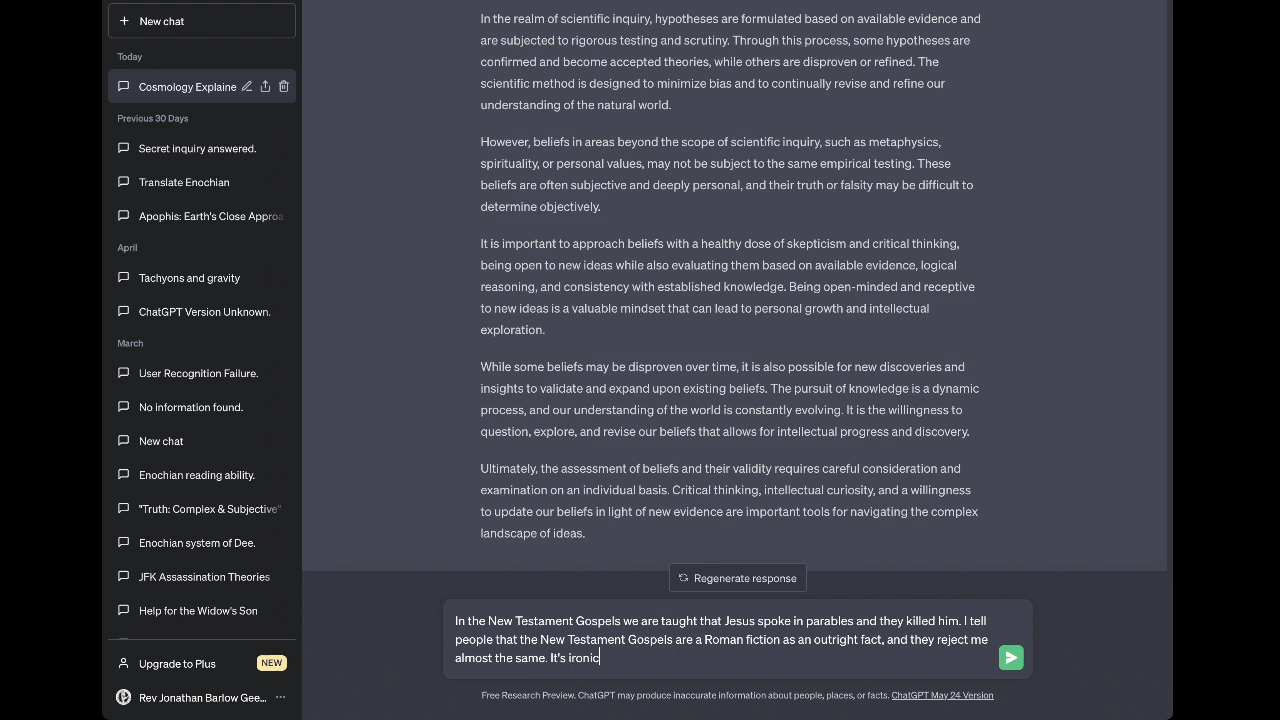 New chat
Today
Cosmology Explaine
Previous 30 Days
Secret inquiry answered.
Translate Enochian
Apophis: Earth's Close Approa
April
Tachyons and gravity
ChatGPT Version Unknown.
March
User Recognition Failure.
No information found.
New chat
Enochian reading ability.
"Truth: Complex & Subjective"
Enochian system of Dee.
JFK Assassination Theories
Help for the Widow's Son
Upgrade to Plus NEW
Rev Jonathan Barlow Gee...
In the realm of scientific inquiry, hypotheses are formulated based on available evidence and
are subjected to rigorous testing and scrutiny. Through this process, some hypotheses are
confirmed and become accepted theories, while others are disproven or refined. The
scientific method is designed to minimize bias and to continually revise and refine our
understanding of the natural world.
However, beliefs in areas beyond the scope of scientific inquiry, such as metaphysics,
spirituality, or personal values, may not be subject to the same empirical testing. These
beliefs are often subjective and deeply personal, and their truth or falsity may be difficult to
determine objectively.
It is important to approach beliefs with a healthy dose of skepticism and critical thinking,
being open to new ideas while also evaluating them based on available evidence, logical
reasoning, and consistency with established knowledge. Being open-minded and receptive
to new ideas is a valuable mindset that can lead to personal growth and intellectual
exploration.
While some beliefs may be disproven over time, it is also possible for new discoveries and
insights to validate and expand upon existing beliefs. The pursuit of knowledge is a dynamic
process, and our understanding of the world is constantly evolving. It is the willingness to
question, explore, and revise our beliefs that allows for intellectual progress and discovery.
Ultimately, the assessment of beliefs and their validity requires careful consideration and
examination on an individual basis. Critical thinking, intellectual curiosity, and a willingness
to update our beliefs in light of new evidence are important tools for navigating the complex
landscape of ideas.
Regenerate response
In the New Testament Gospels we are taught that Jesus spoke in parables and they killed him. I tell
people that the New Testament Gospels are a Roman fiction as an outright fact, and they reject me
almost the same. It's ironic
Free Research Preview. ChatGPT may produce inaccurate information about people, places, or facts. ChatGPT May 24 Version